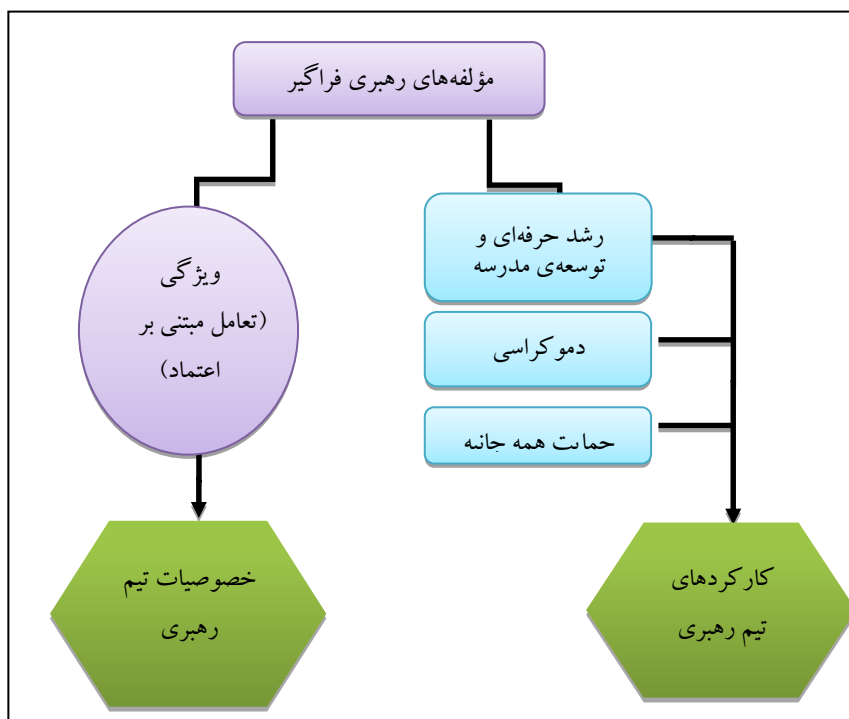 مؤلفه‌های رهبری فراگیر
رشد حرفه‌ای و
توسعه‌ی مدرسه
ویژگی
(تعامل مبتنی بر
اعتماد)
دموکراسی
حمایت همه جانبه
خصوصیات تیم
رهبری
کارکردهای
تیم رهبری